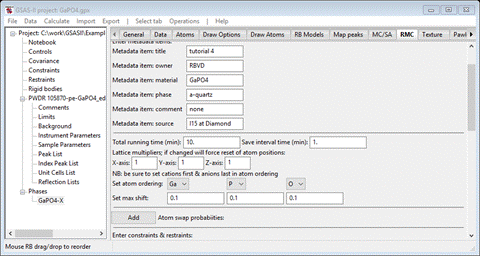 GSAS-II project: GaPO4.gpx
File Data Calculate Import Export | Select tab Operations | Help
Project: C:\work\GSASII\Exampl
Notebook
Controls
Covariance
Constraints
Restraints
Rigid bodies
PWDR 105870-pe-GaPO4_ed
Comments
Limits
Background
Instrument Parameters
Sample Parameters
Peak List
Index Peak List
Unit Cells List
Reflection Lists
Phases
GaPO4-X
Mouse RB drag/drop to reorder
General Data Atoms Draw Options Draw Atoms RB Models Map peaks MC/SA RMC Texture Pawl
Enter metadata items:
Metadata item: title tutorial 4
Metadata item: owner RBVD
Metadata item: material GaPO4
Metadata item: phase a-quartz
Metadata item: comment none
Metadata item: source I15 at Diamond
Total running time (min): 10. Save interval time (min): 1.
Lattice multipliers; if changed will force reset of atom positions:
X-axis: 1 Y-axis: 1 Z-axis: 1
NB: be sure to set cations first & anions last in atom ordering
Set atom ordering: Ga P O
Set max shift: 0.1 0.1 0.1
Add Atom swap probabiities:
Enter constraints & restraints: